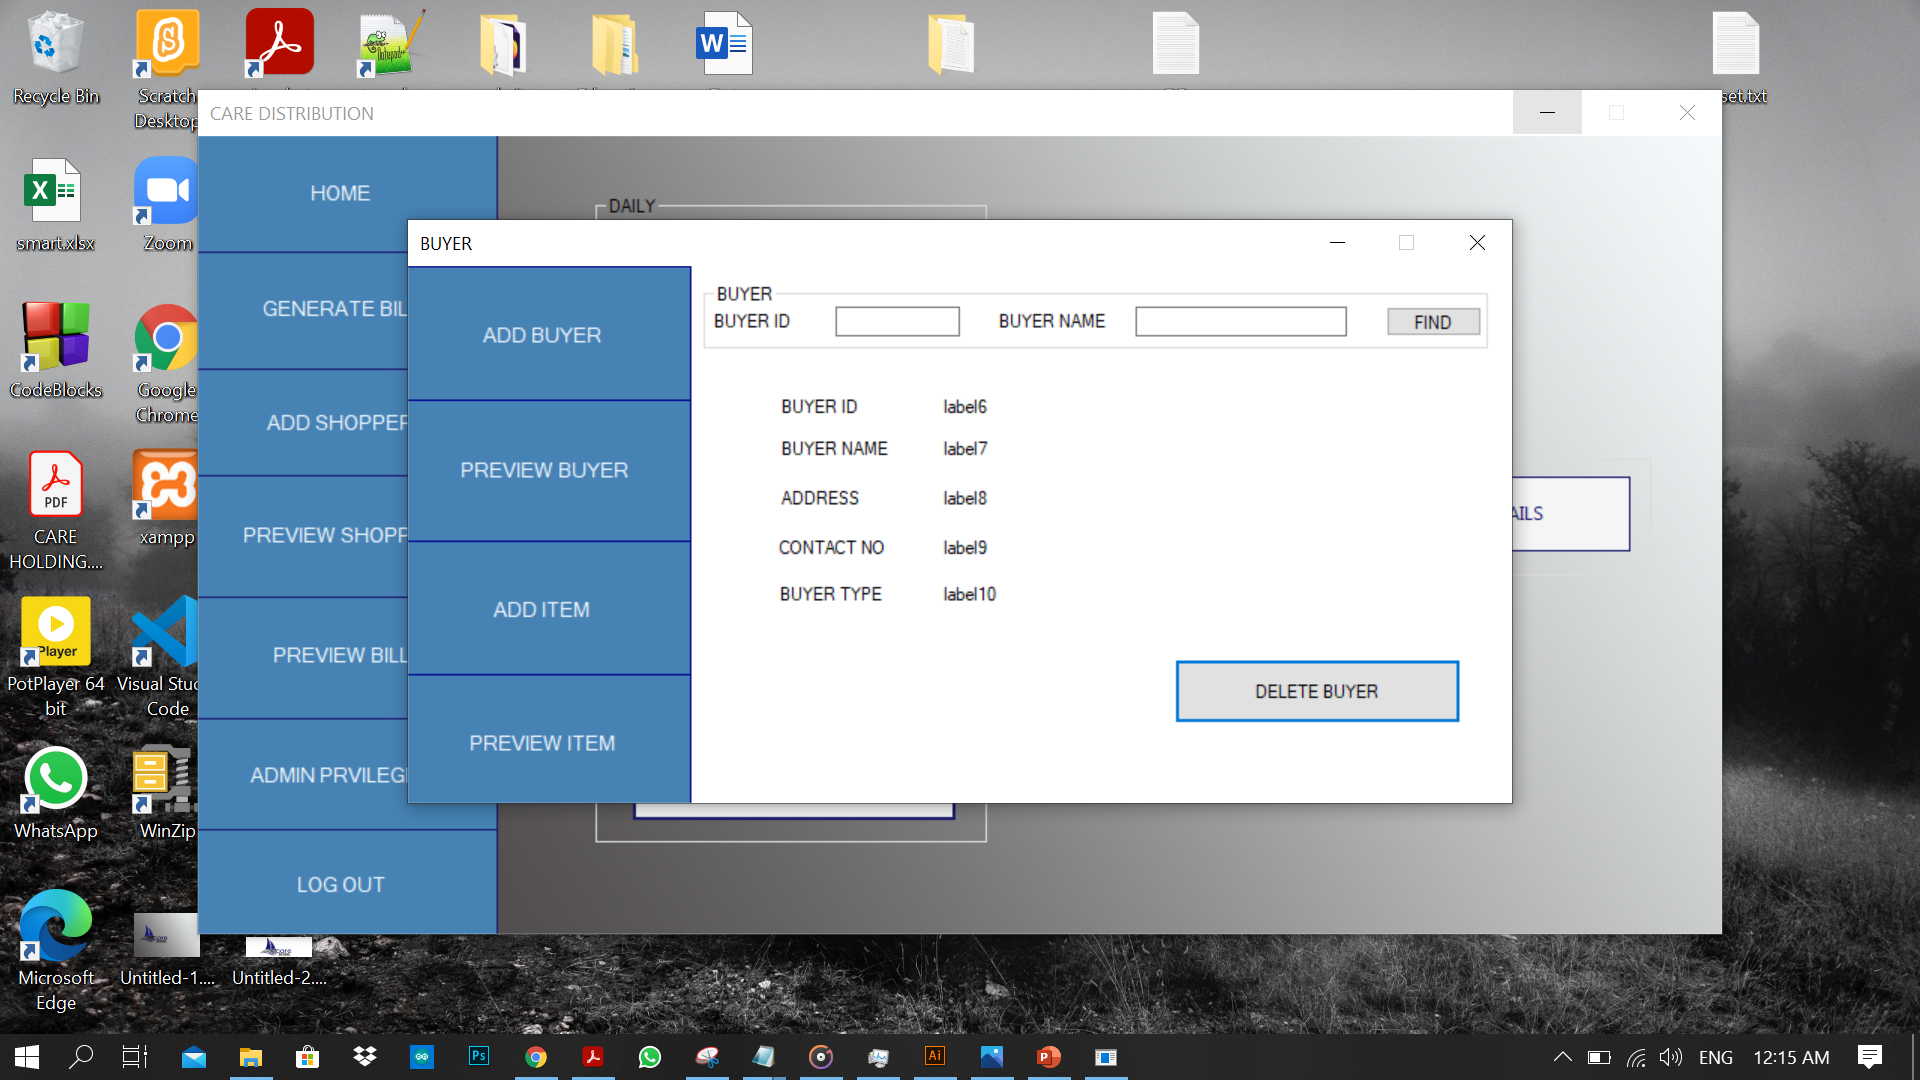 Recycle Bin
Scratch
Desktop
set.txt
CARE DISTRIBUTION
smart.xlsx
Zoom
CodeBlocks
Google
Chrome
PDF
CARE
HOLDING....
xampp
Player
PotPlayer 64
bit
Visual Stu
Code
WhatsApp
WinZip
Microsoft
Edge
Untitled-1....
Untitled-2....
HOME
GENERATE BIL
ADD SHOPPER
PREVIEW SHOPP
PREVIEW BILL
ADMIN PRVILEG
LOG OUT
DAILY
AILS
BUYER
ADD BUYER
PREVIEW BUYER
ADD ITEM
PREVIEW ITEM
BUYER
BUYER ID
BUYER NAME
FIND
BUYER ID label6
BUYER NAME label7
ADDRESS label8
CONTACT NO label9
BUYER TYPE label10
DELETE BUYER
ENG
12:15 AM